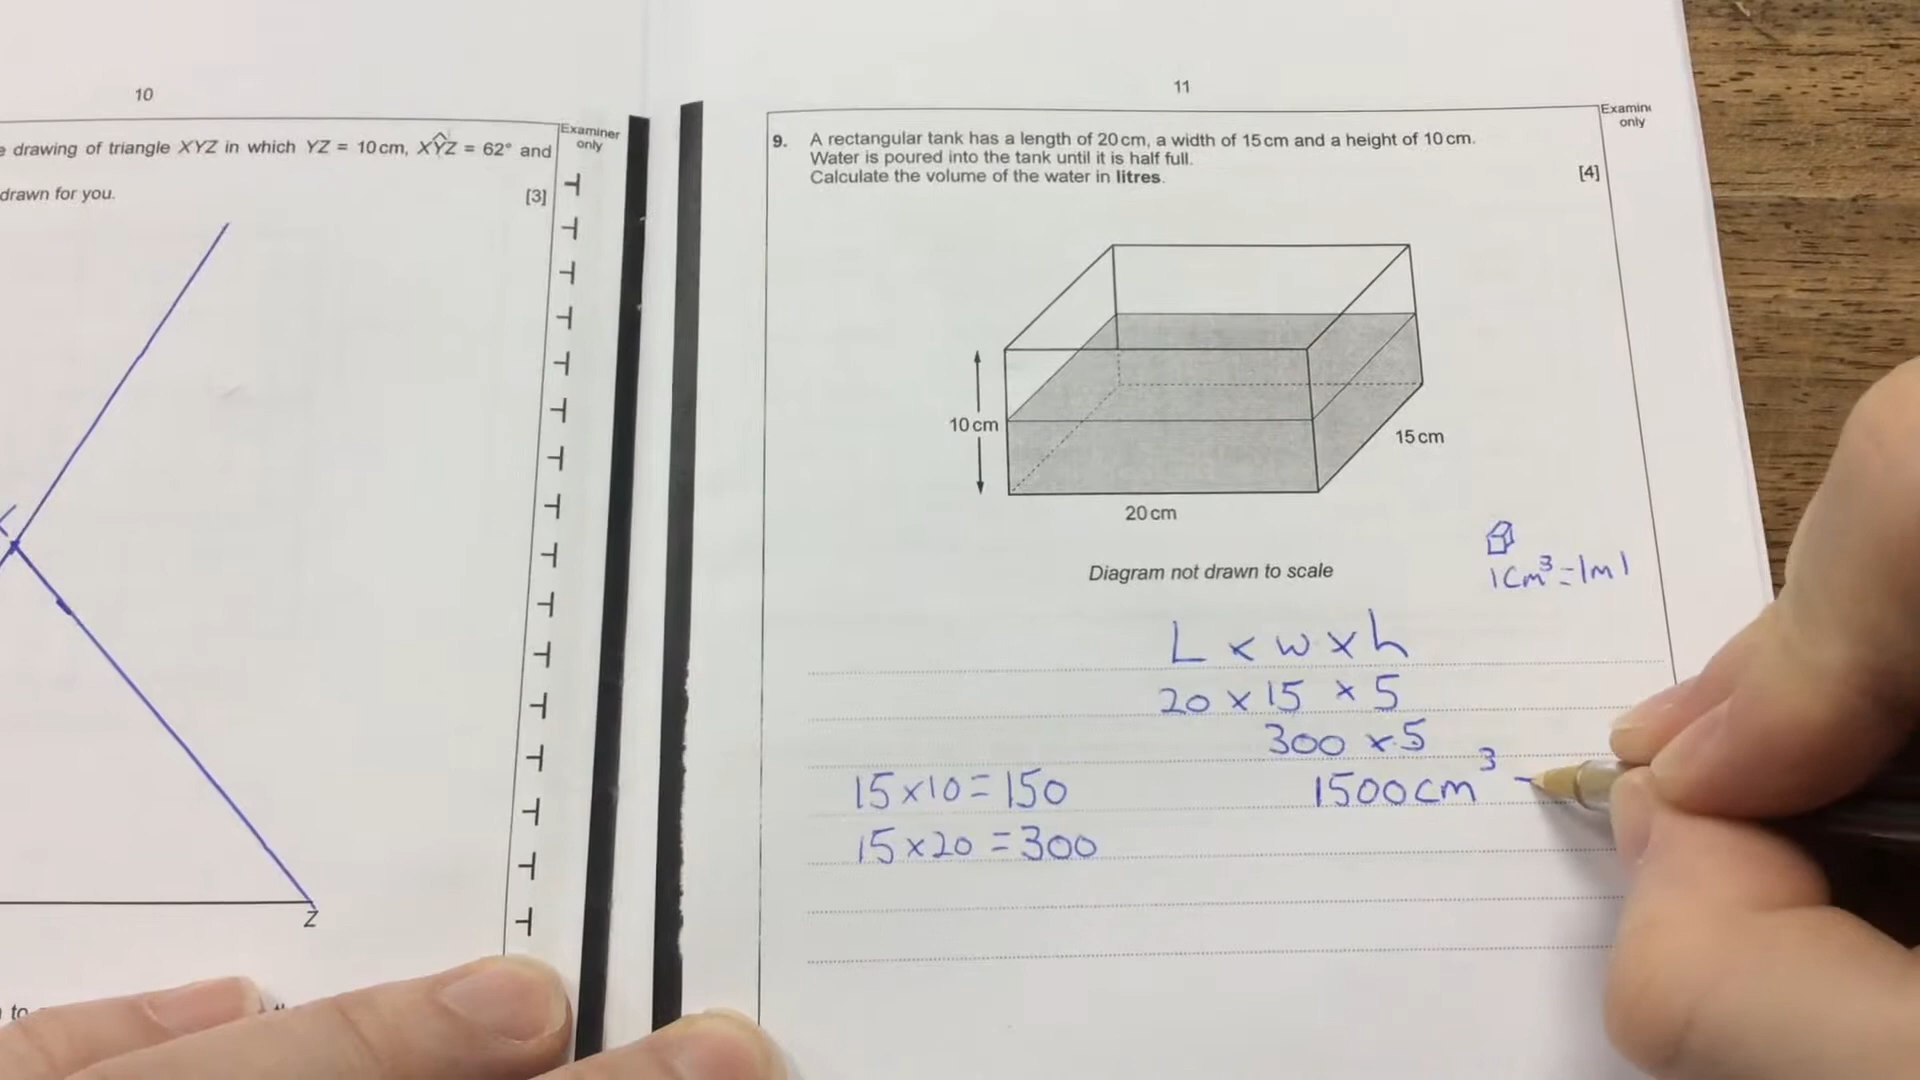 10
e drawing of triangle XYZ in which YZ = 10 cm, XŶZ = 62° and
drawn for you.
[3]
Examiner
only
Z
to
11
Examin
only
9. A rectangular tank has a length of 20 cm, a width of 15 cm and a height of 10 cm.
Water is poured into the tank until it is half full.
Calculate the volume of the water in litres.
[4]
10 cm
15 cm
20 cm
Diagram not drawn to scale
1cm³=1ml
L × w × h
20 × 15 × 5
300 × 5
1500cm³
15×10=150
15×20=300